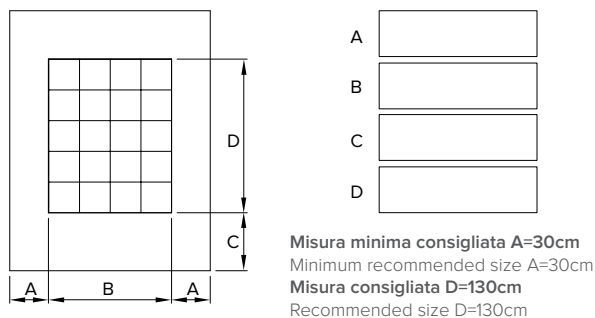 D
C
A B A
A
B
C
D
Misura minima consigliata A=30cm
Minimum recommended size A=30cm
Misura consigliata D=130cm
Recommended size D=130cm